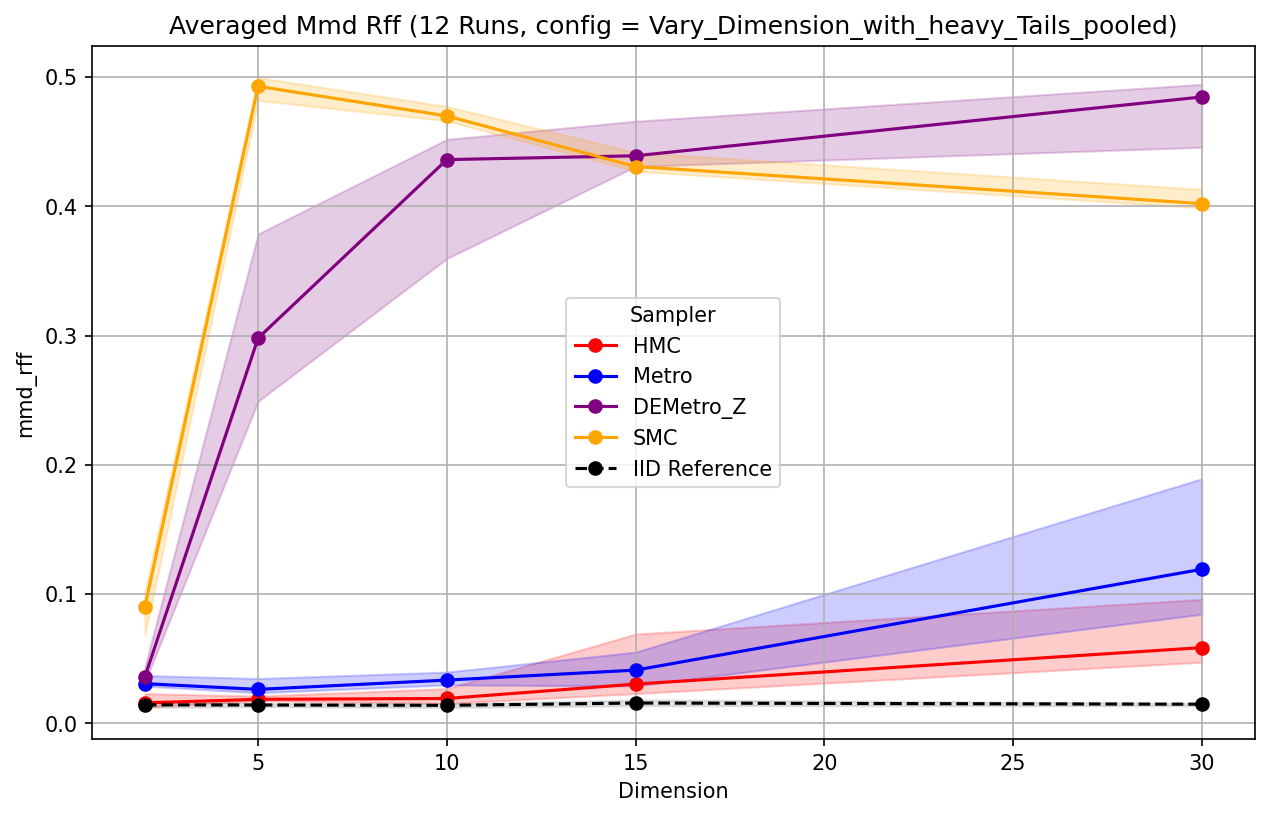 Averaged Mmd Rff (12 Runs, config = Vary_Dimension_with_heavy_Tails_pooled)
0.5
0.4
0.3
0.2
0.1
0.0
mmd_rff
Sampler
HMC
Metro
DEMetro_Z
SMC
IID Reference
5 10 15 20 25 30
Dimension